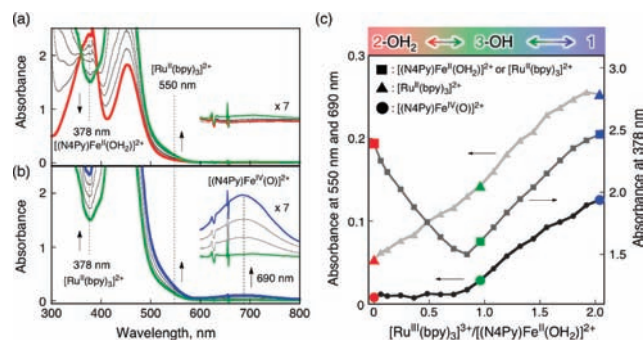 (a)
2
1
0
378 nm
[(N4Py)Fe^II(OH₂)]²⁺
[Ru^II(bpy)₃]²⁺
550 nm
x 7
(b)
2
1
0
378 nm
[Ru^II(bpy)₃]²⁺
[(N4Py)Fe^IV(O)]²⁺
x 7
690 nm
300 400 500 600 700 800
Wavelength, nm
(c)
2-OH₂ 3-OH 1
Absorbance at 550 nm and 690 nm
0.3
0.2
0.1
0
: [(N4Py)Fe^II(OH₂)]²⁺ or [Ru^II(bpy)₃]²⁺
: [Ru^II(bpy)₃]²⁺
: [(N4Py)Fe^IV(O)]²⁺
3.0
2.5
2.0
1.5
Absorbance at 378 nm
0 0.5 1.0 1.5 2.0
[Ru^III(bpy)₃]³⁺/[(N4Py)Fe^II(OH₂)]²⁺